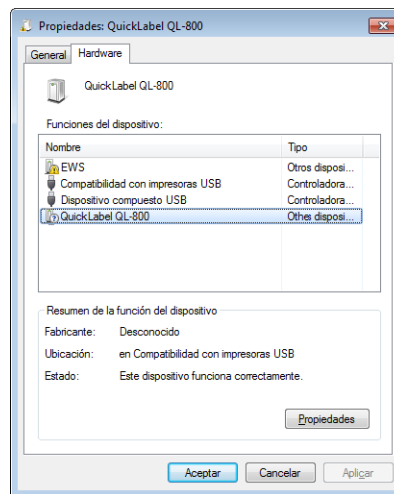 Propiedades: QuickLabel QL-800
General Hardware
QuickLabel QL-800
Funciones del dispositivo:
Nombre Tipo
EWS Otros disposi...
Compatibilidad con impresoras USB Controladora...
Dispositivo compuesto USB Controladora...
QuickLabel QL-800 Othes disposi...
Resumen de la función del dispositivo
Fabricante: Desconocido
Ubicación: en Compatibilidad con impresoras USB
Estado: Este dispositivo funciona correctamente.
Propiedades
Aceptar Cancelar Aplicar